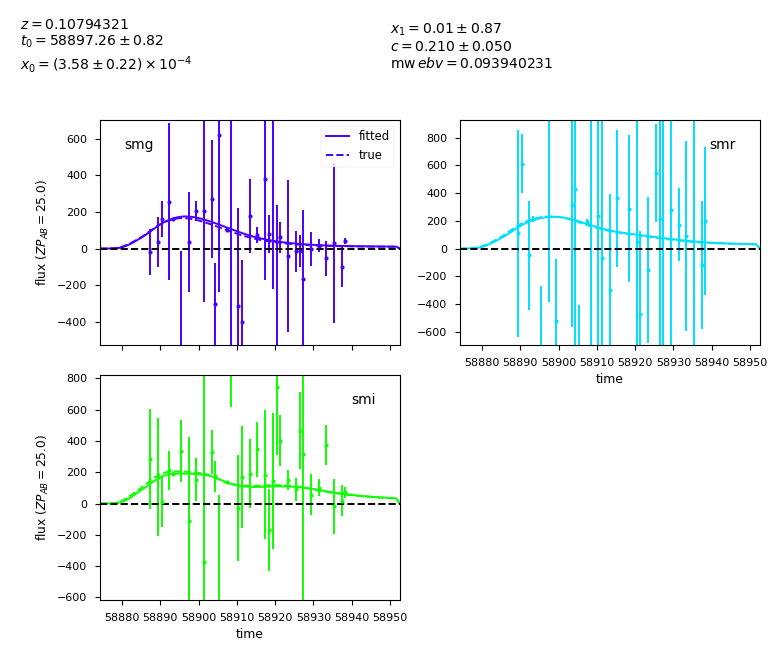 z = 0.10794321
t₀ = 58897.26 ± 0.82
x₀ = (3.58 ± 0.22) × 10⁻⁴
x₁ = 0.01 ± 0.87
c = 0.210 ± 0.050
mw ebv = 0.093940231
flux (ZP_AB = 25.0)
600
400
200
0
−200
−400
smg
fitted
true
800
600
400
200
0
−200
−400
−600
smr
58880 58890 58900 58910 58920 58930 58940 58950
time
flux (ZP_AB = 25.0)
800
600
400
200
0
−200
−400
−600
smi
58880 58890 58900 58910 58920 58930 58940 58950
time